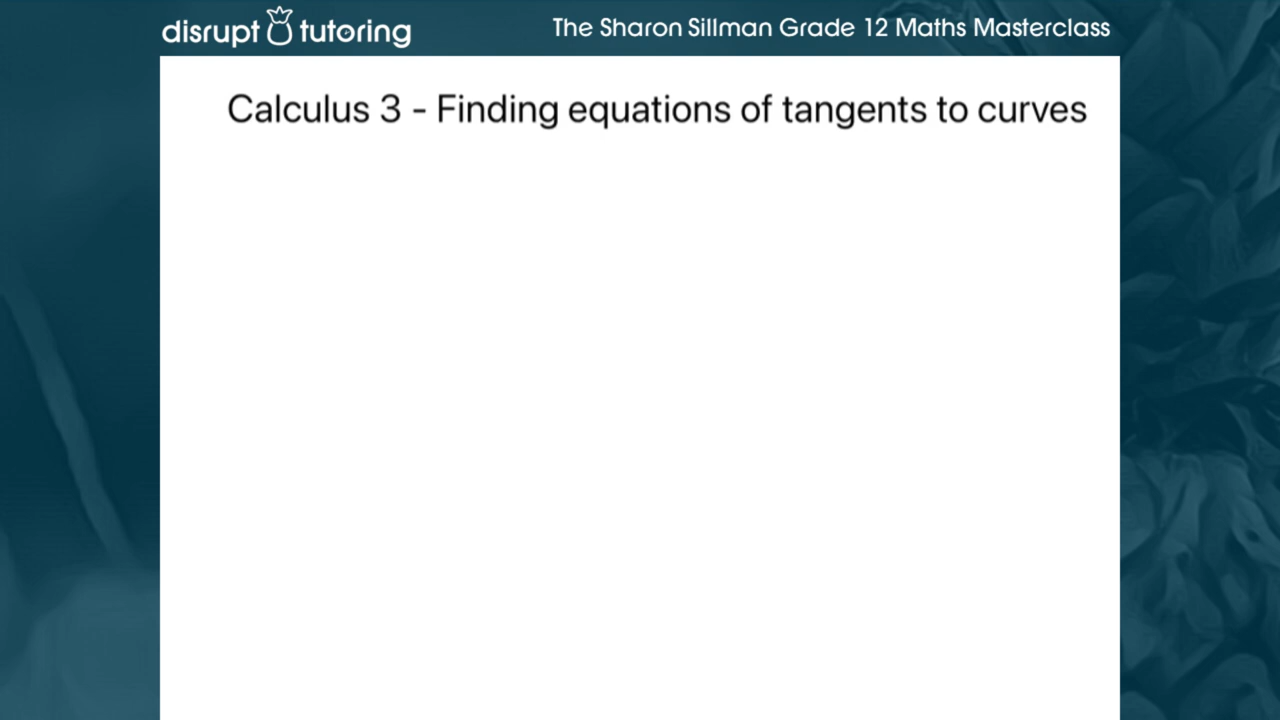 disrupt tutoring
The Sharon Sillman Grade 12 Maths Masterclass
Calculus 3 - Finding equations of tangents to curves